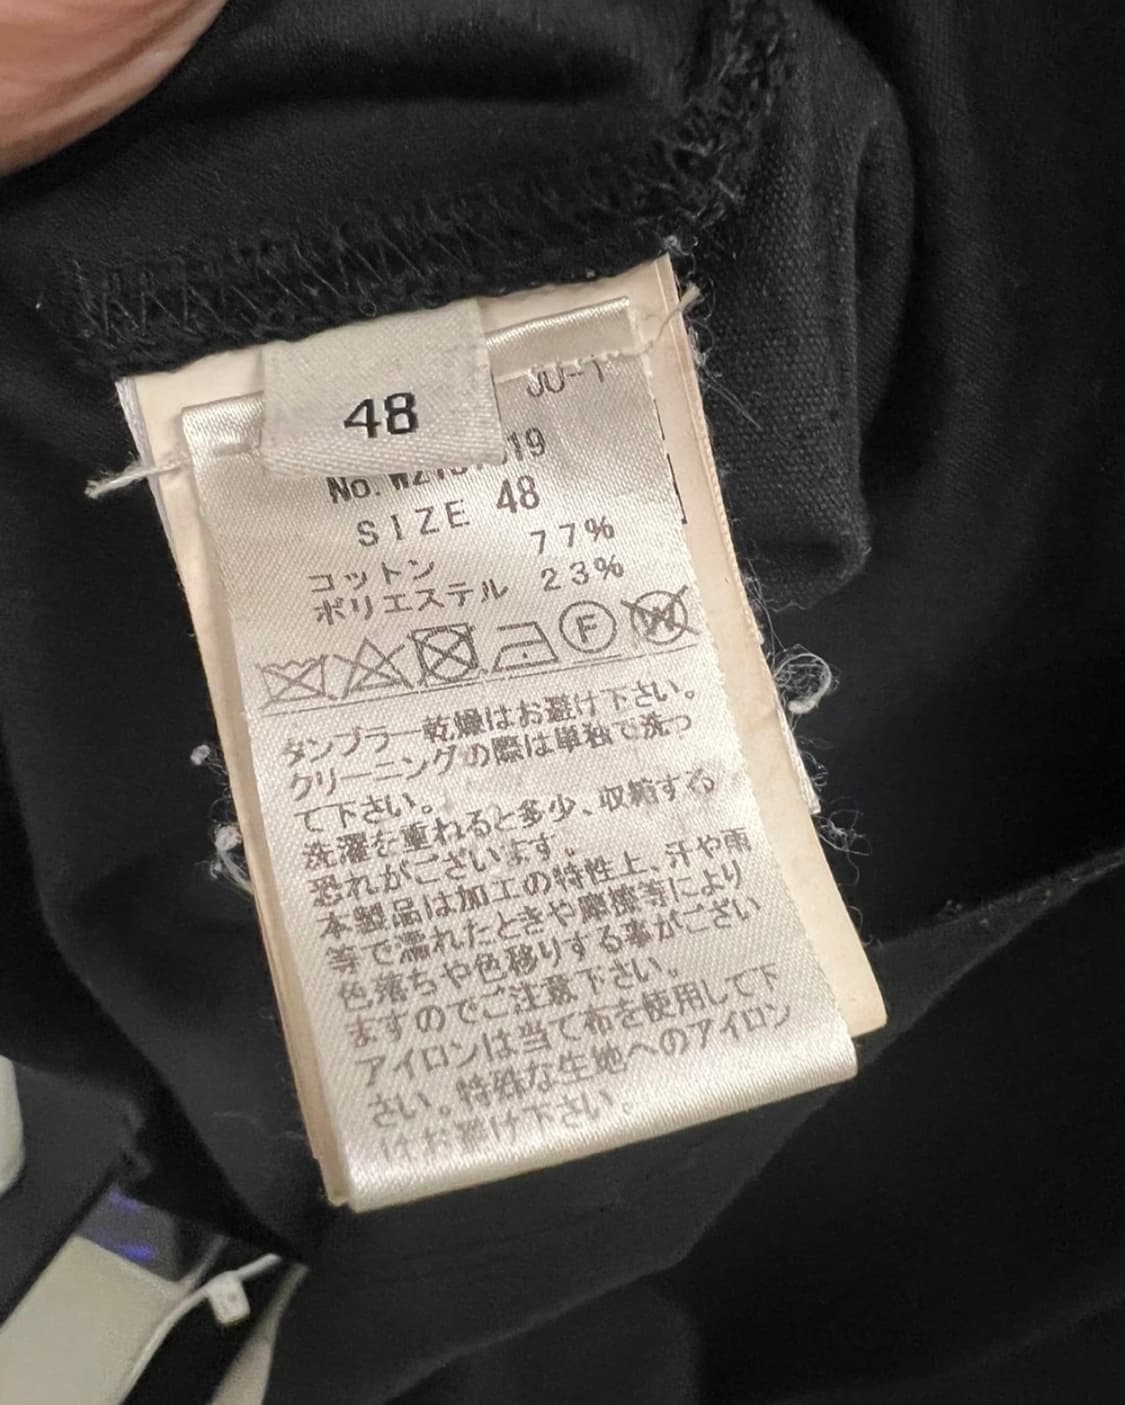 48
JU-T
No.
19
SIZE 48
コットン 77%
ポリエステル 23%
F W
タンブラー乾燥はお避け下さい。
クリーニングの際は単独で洗っ
て下さい。
洗濯を重ねると多少、収縮する
恐れがございます。
本製品は加工の特性上、汗や雨
等で濡れたときや摩擦等により
色落ちや色移りする事がござい
ますのでご注意下さい。
アイロンは当て布を使用して下
さい。特殊な生地へのアイロン
はお避け下さい。